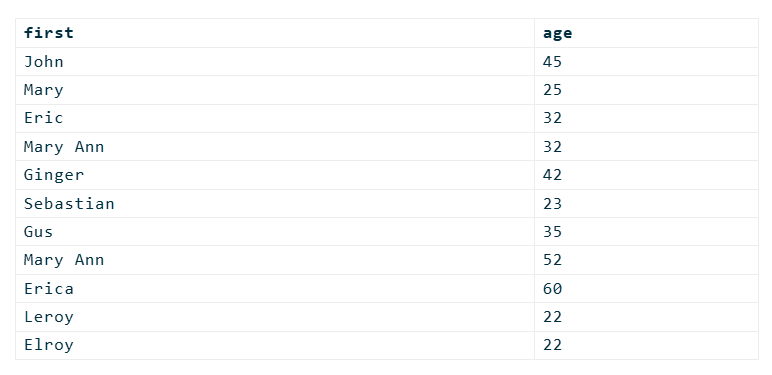 first age
John 45
Mary 25
Eric 32
Mary Ann 32
Ginger 42
Sebastian 23
Gus 35
Mary Ann 52
Erica 60
Leroy 22
Elroy 22